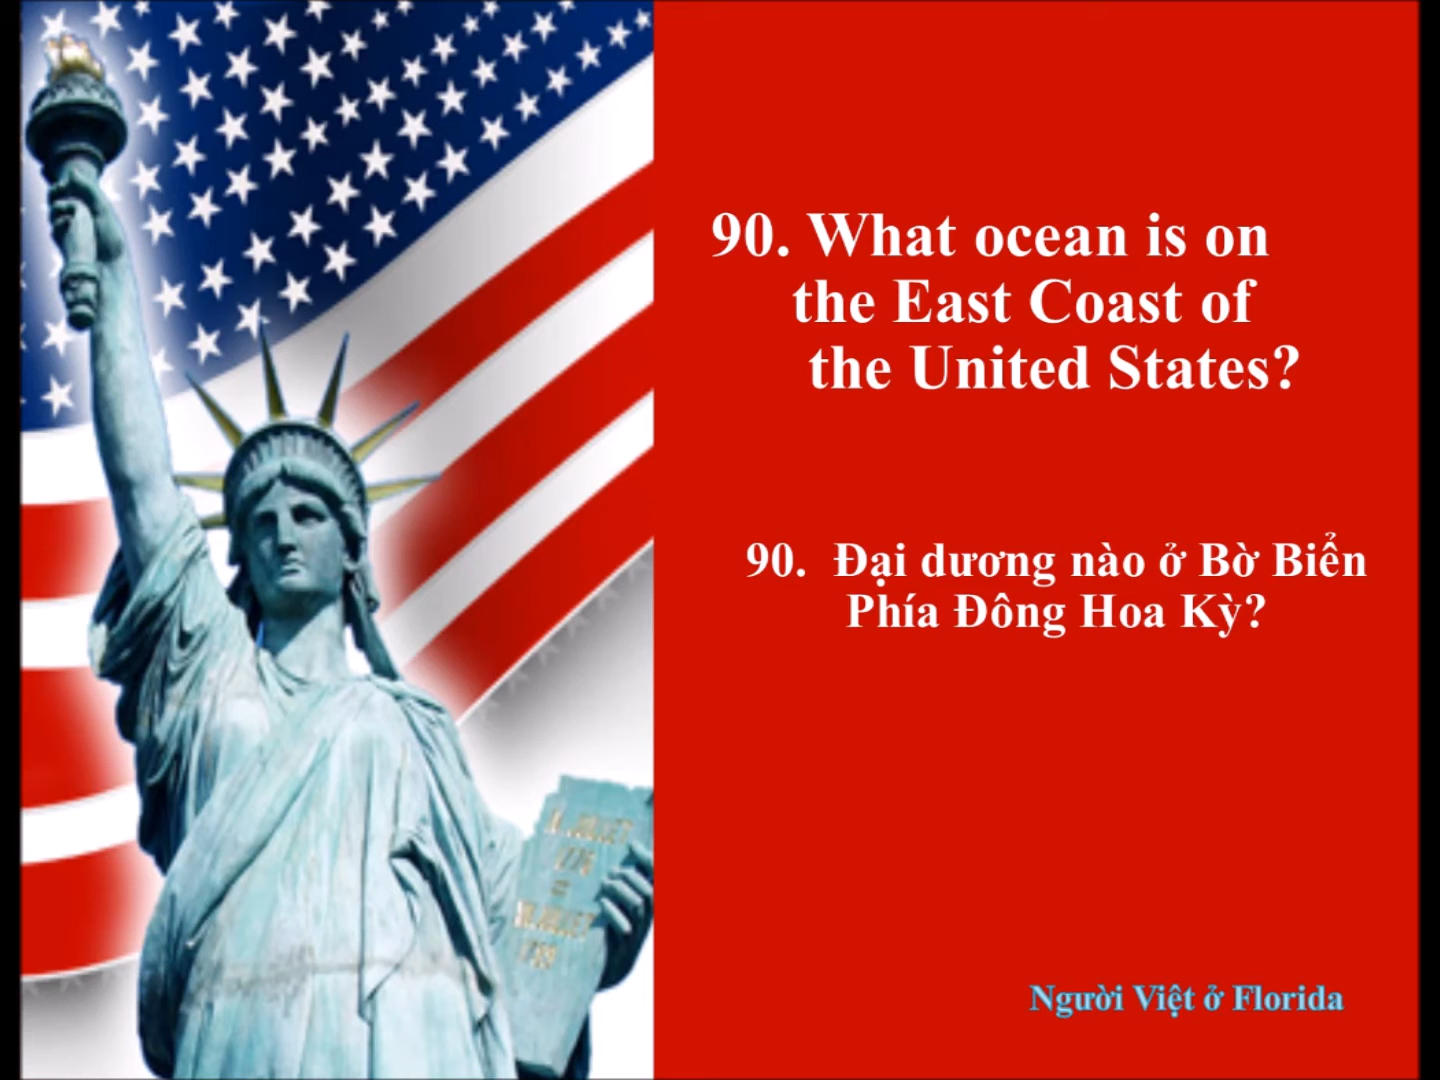 90. What ocean is on
the East Coast of
the United States?
90. Đại dương nào ở Bờ Biển
Phía Đông Hoa Kỳ?
Người Việt ở Florida